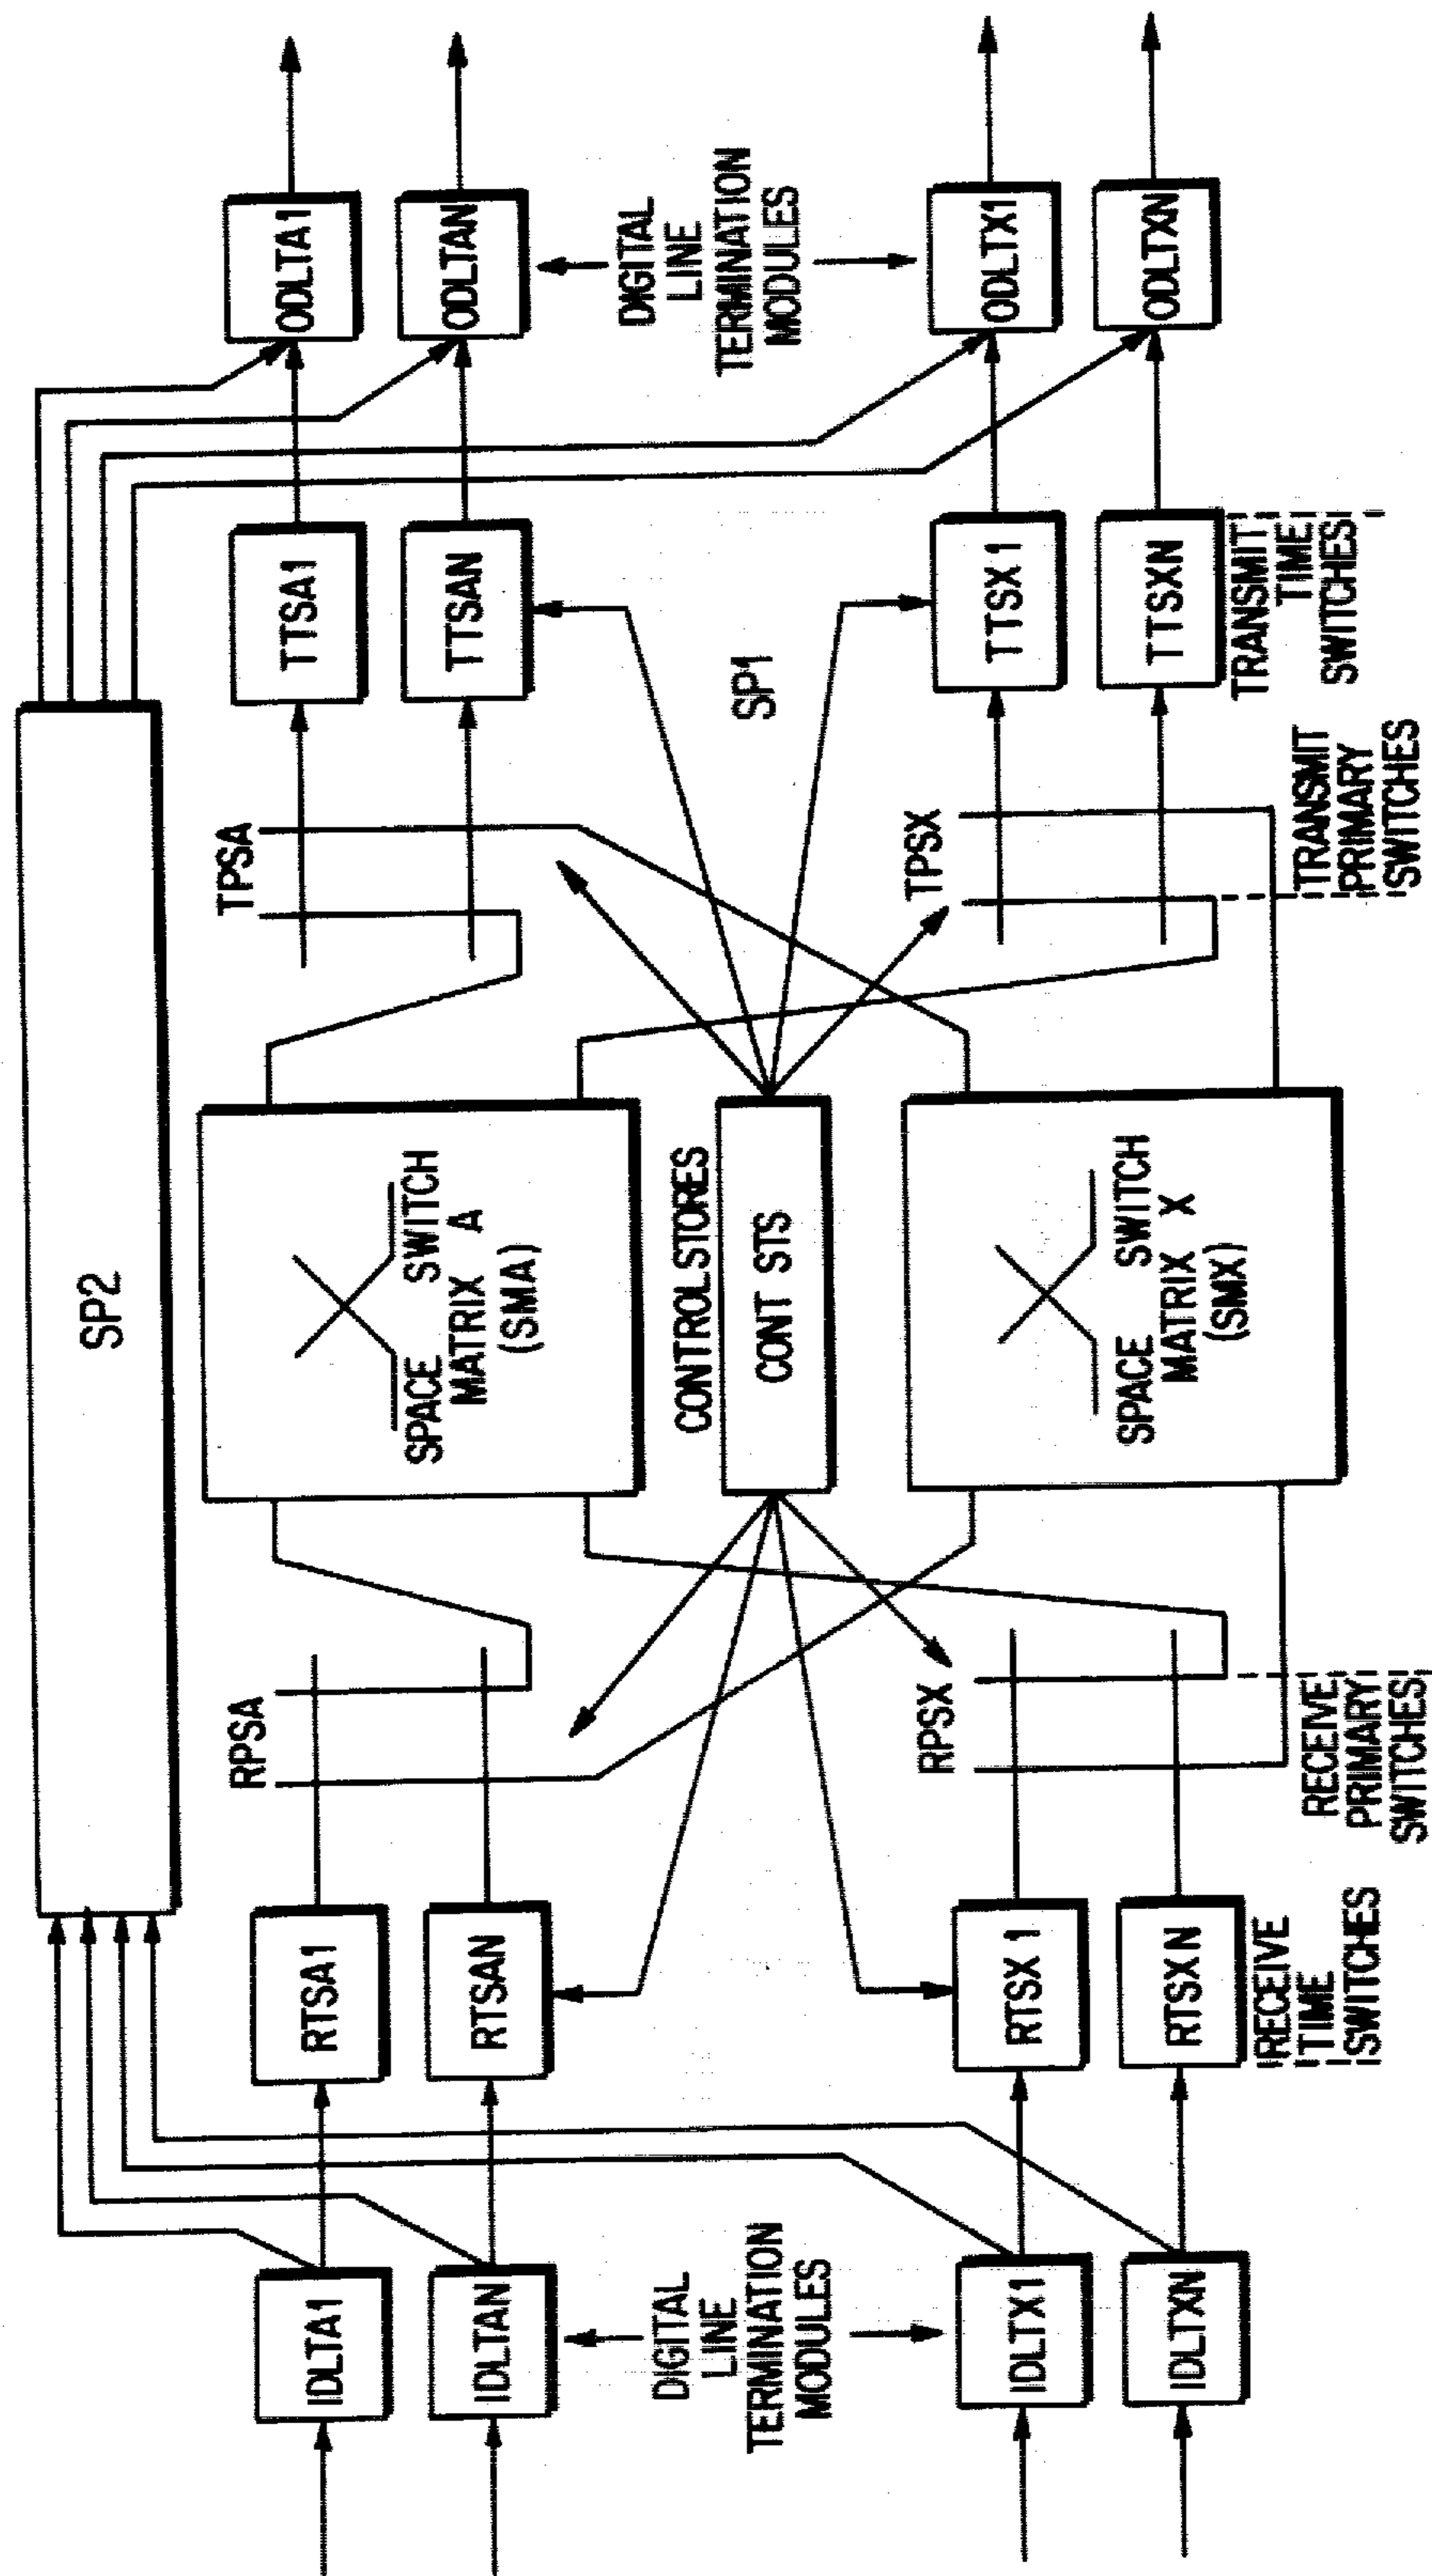 SP2
IDLTA1
RTSA1
RPSA
TPSA
TTSA1
ODLTA1
IDLTAN
RTSAN
SPACE SWITCH
MATRIX A
(SMA)
TTSAN
ODLTAN
DIGITAL
LINE
TERMINATION
MODULES
CONTROL STORES
CONT STS
SP1
DIGITAL
LINE
TERMINATION
MODULES
IDLTX1
RTSX 1
RPSX
SPACE SWITCH
MATRIX X
(SMX)
TPSX
TTSX 1
ODLTX1
IDLTXN
RTSX N
TTSXN
ODLTXN
RECEIVE
TIME
SWITCHES
RECEIVE
PRIMARY
SWITCHES
TRANSMIT
PRIMARY
SWITCHES
TRANSMIT
TIME
SWITCHES